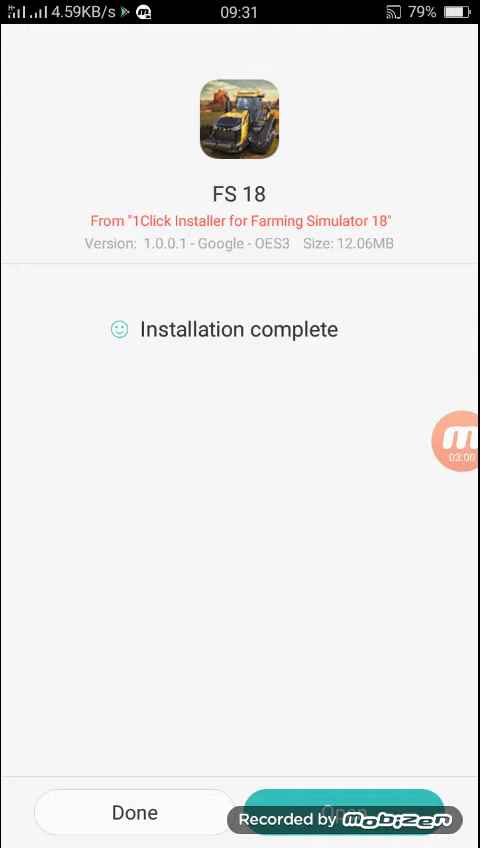 4.59KB/s 09:31 79%
FS 18
From "1Click Installer for Farming Simulator 18"
Version: 1.0.0.1 - Google - OES3 Size: 12.06MB
Installation complete
03:00
Done
Open
Recorded by mobizen